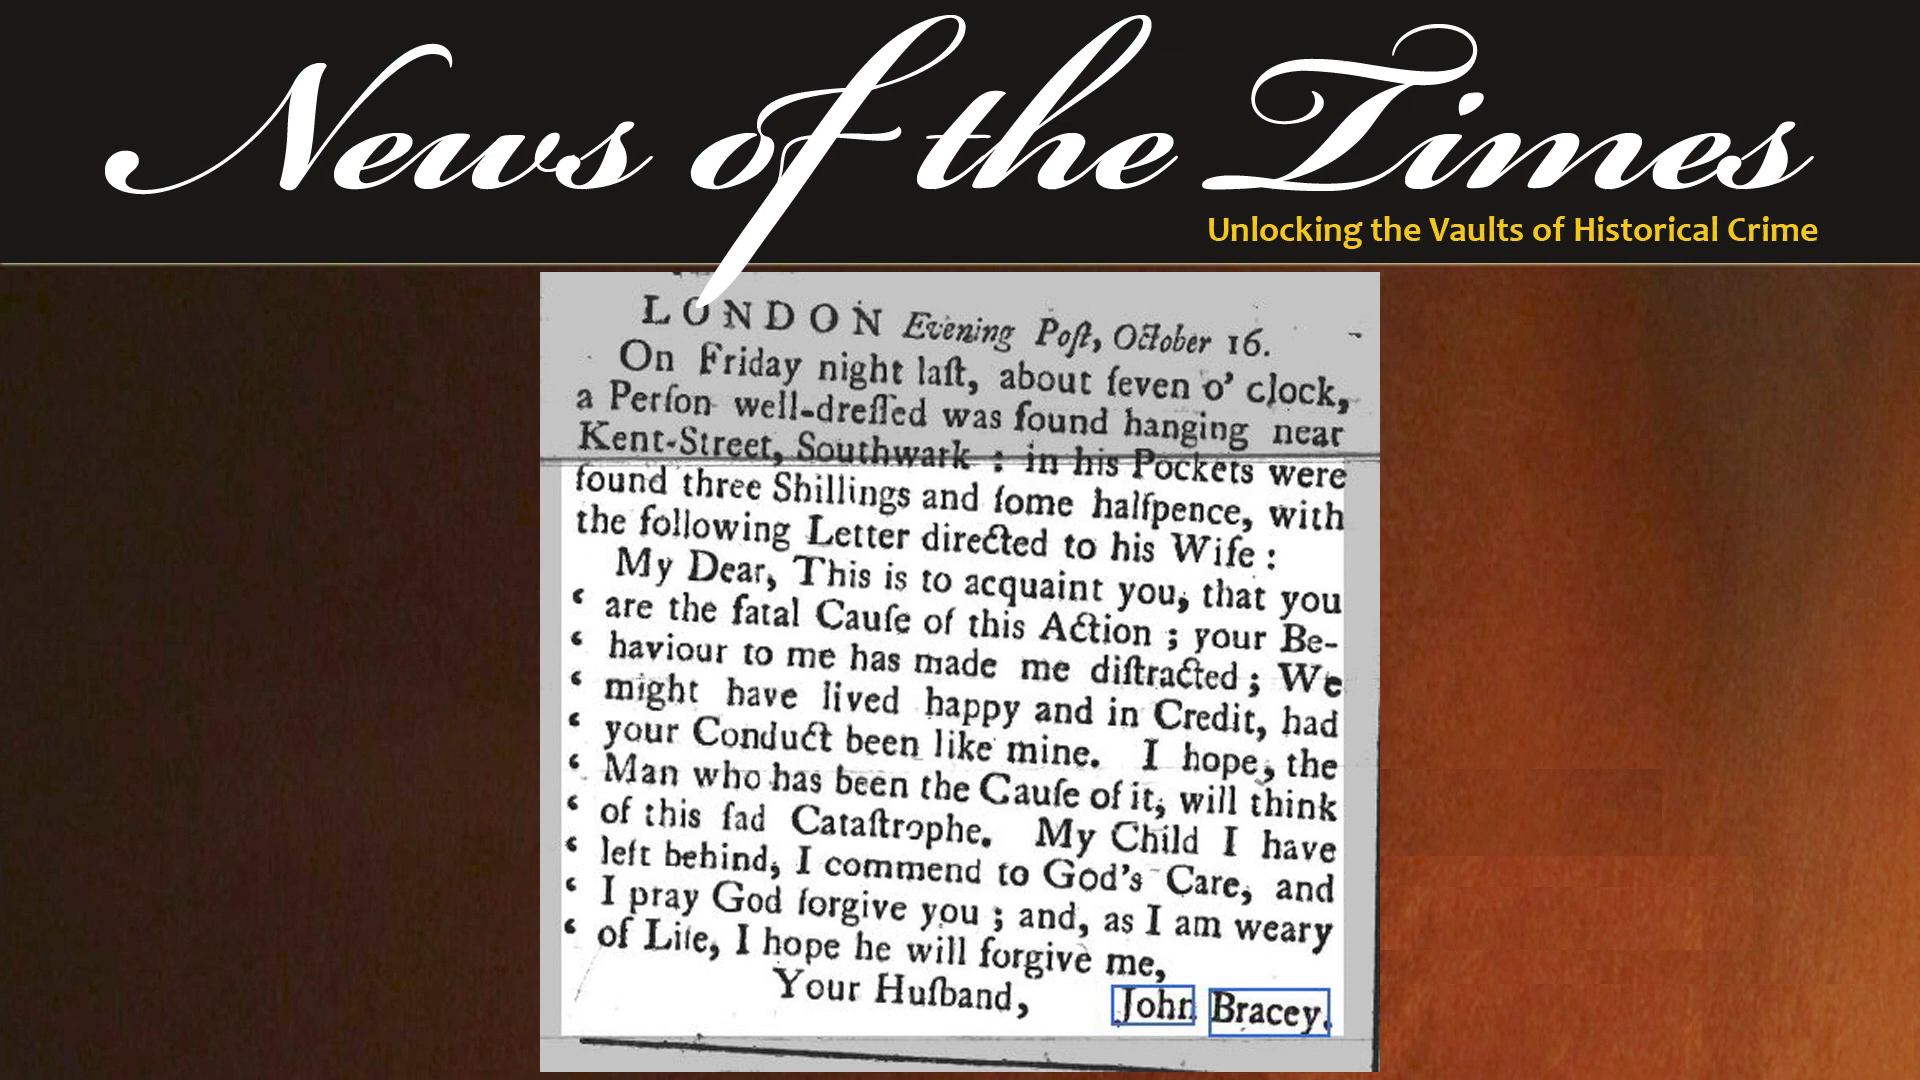 News of the Times
Unlocking the Vaults of Historical Crime
LONDON Evening Poſt, October 16.
On Friday night laſt, about ſeven o' clock,
a Perſon well-dreſſed was found hanging near
Kent-Street, Southwark : in his Pockets were
found three Shillings and ſome halfpence, with
the following Letter directed to his Wife :
My Dear, This is to acquaint you, that you
‘ are the fatal Cauſe of this Action ; your Be-
‘ haviour to me has made me diſtracted ; We
‘ might have lived happy and in Credit, had
‘ your Conduct been like mine. I hope, the
‘ Man who has been the Cauſe of it, will think
‘ of this ſad Cataſtrophe. My Child I have
‘ left behind, I commend to God's Care, and
‘ I pray God forgive you ; and, as I am weary
‘ of Life, I hope he will forgive me,
Your Huſband, John Bracey.